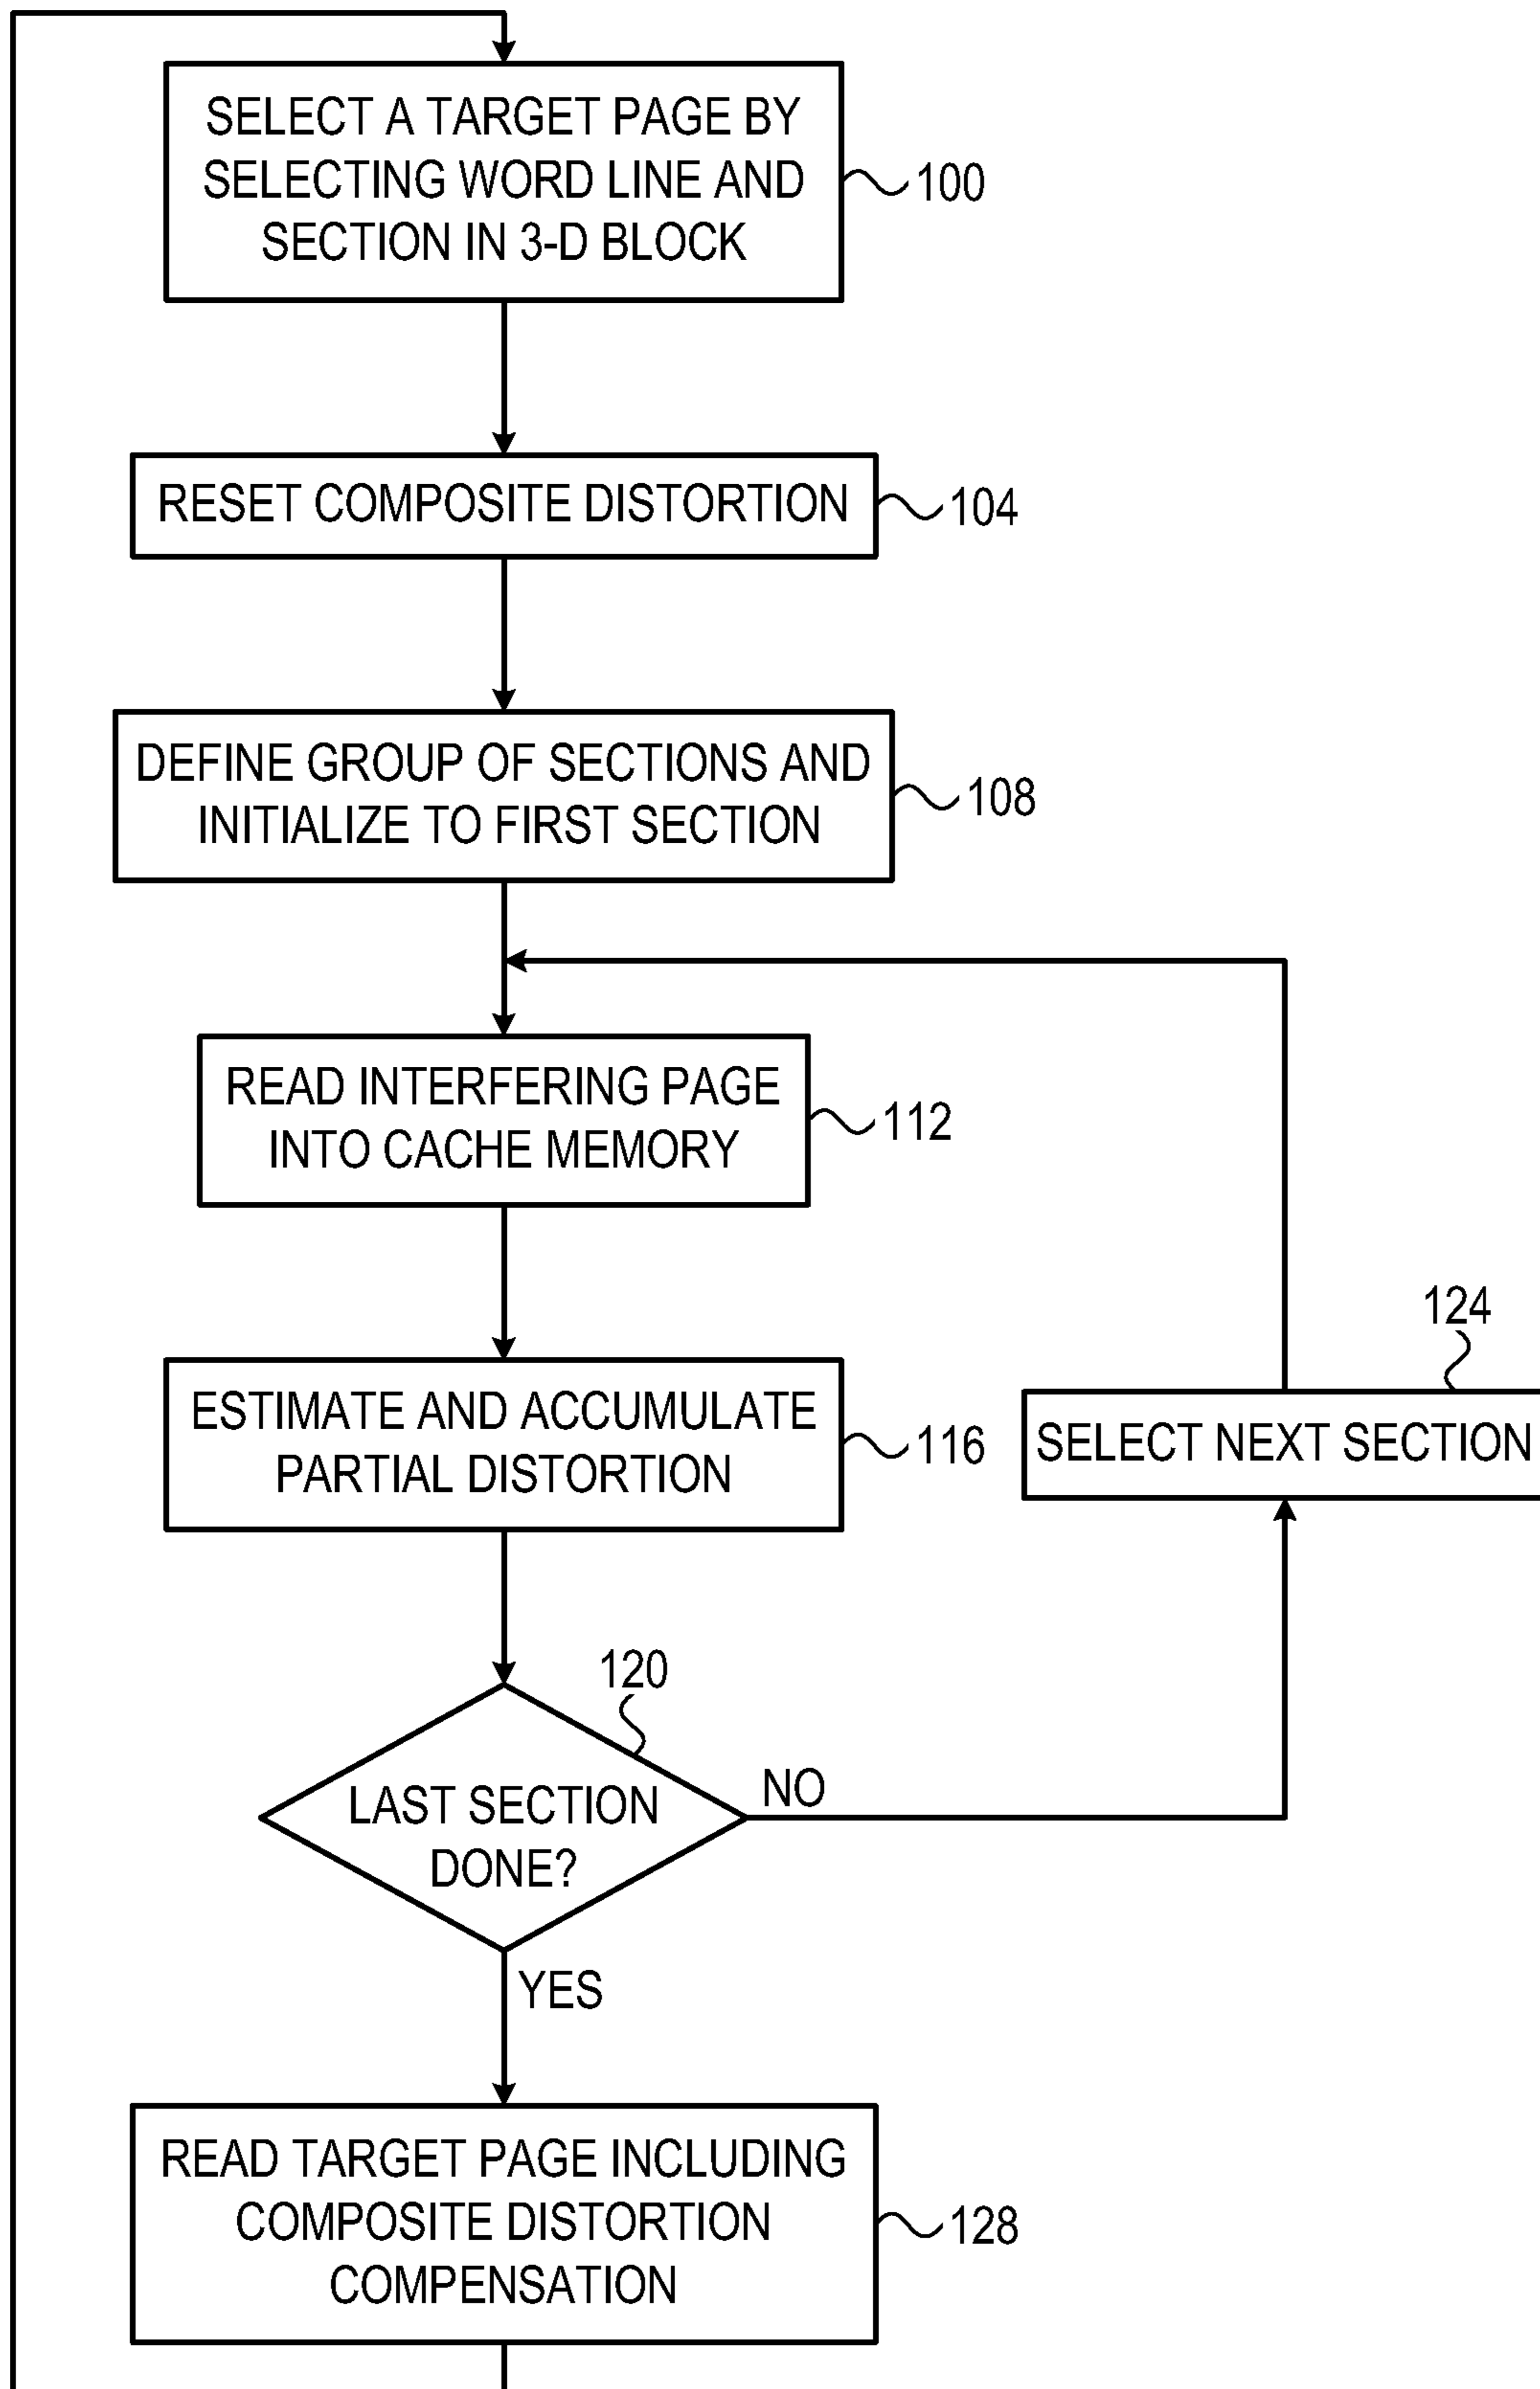 SELECT A TARGET PAGE BY
SELECTING WORD LINE AND
SECTION IN 3-D BLOCK
100
RESET COMPOSITE DISTORTION
104
DEFINE GROUP OF SECTIONS AND
INITIALIZE TO FIRST SECTION
108
READ INTERFERING PAGE
INTO CACHE MEMORY
112
ESTIMATE AND ACCUMULATE
PARTIAL DISTORTION
116
124
SELECT NEXT SECTION
120
LAST SECTION
DONE?
NO
YES
READ TARGET PAGE INCLUDING
COMPOSITE DISTORTION
COMPENSATION
128